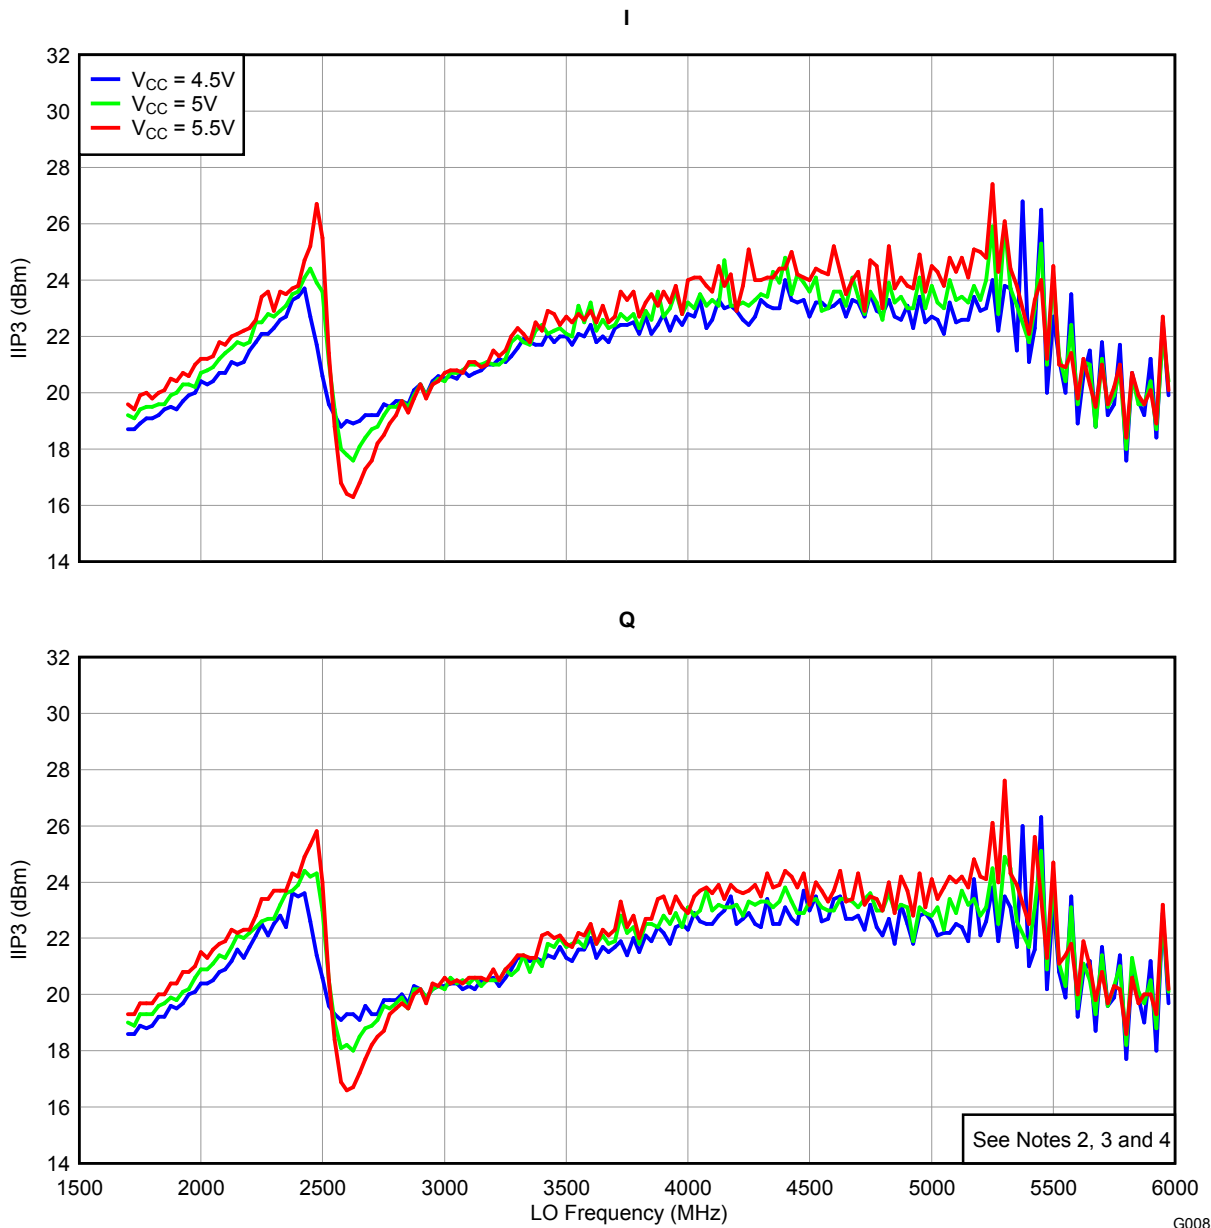 I
32
30
28
26
24
22
20
18
16
14
IIP3 (dBm)
VCC = 4.5V
VCC = 5V
VCC = 5.5V
Q
32
30
28
26
24
22
20
18
16
14
IIP3 (dBm)
See Notes 2, 3 and 4
1500 2000 2500 3000 3500 4000 4500 5000 5500 6000
LO Frequency (MHz)
G008